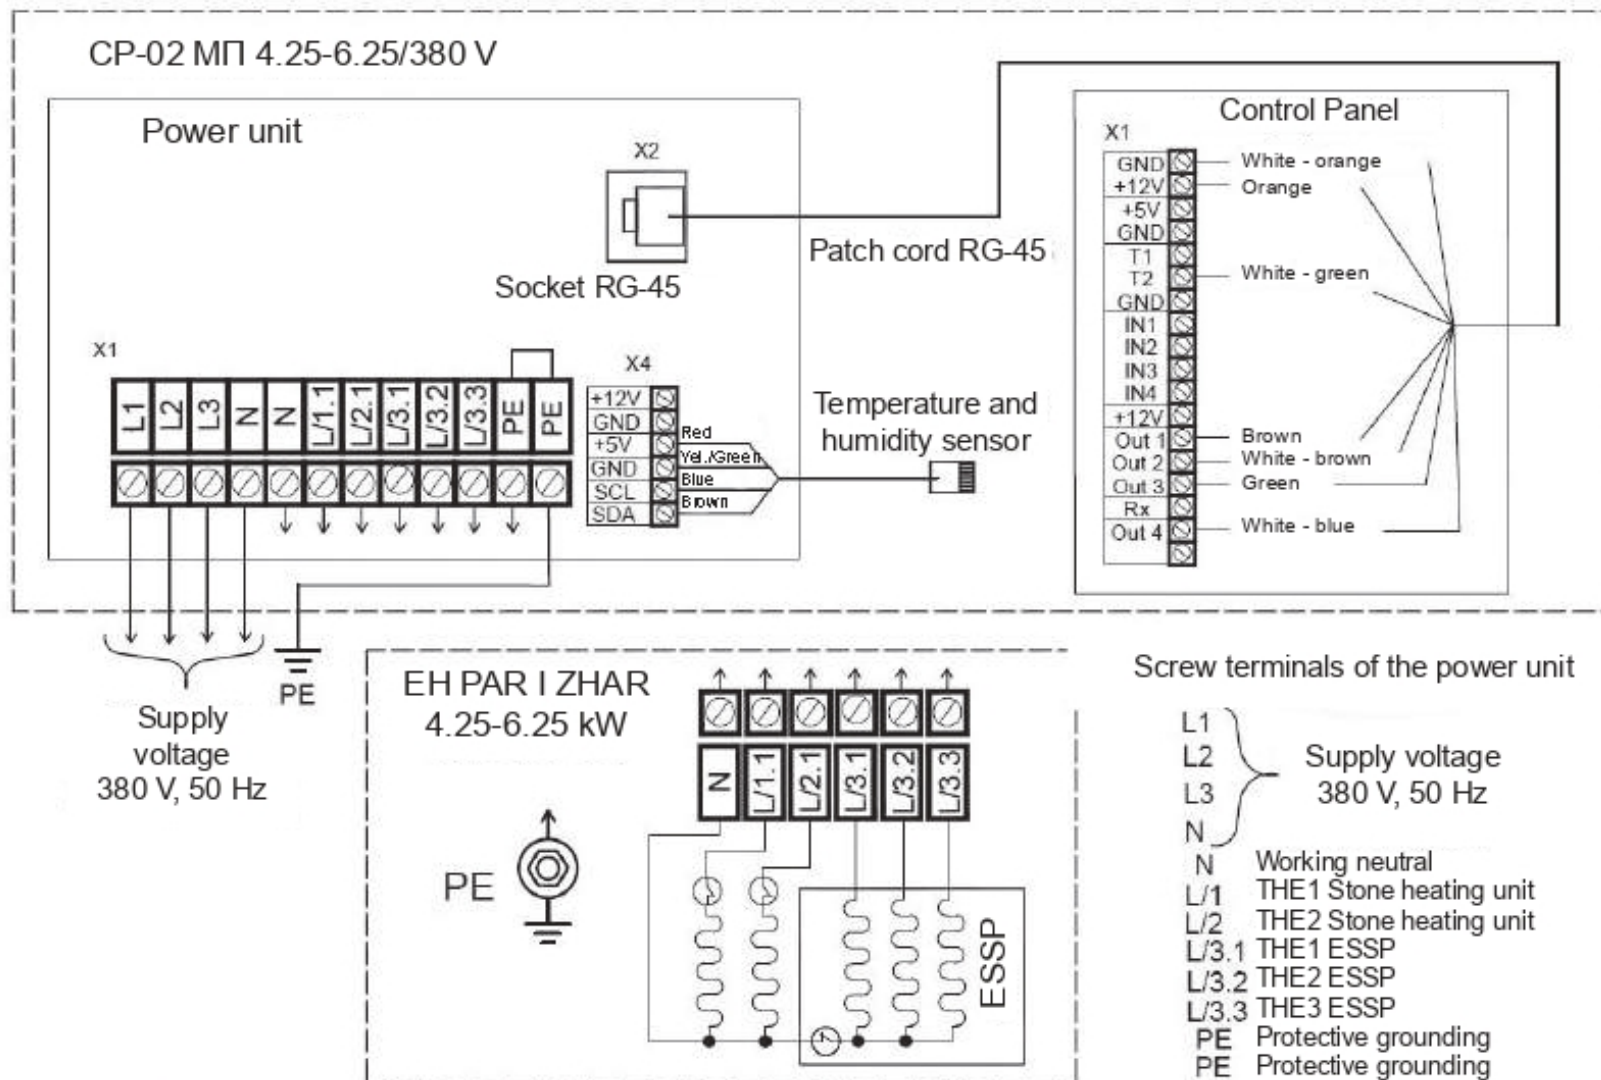 CP-02 МП 4.25-6.25/380 V
Power unit
X2
Socket RG-45
Patch cord RG-45
Control Panel
X1
GND White - orange
+12V Orange
+5V
GND
T1
T2 White - green
GND
IN1
IN2
IN3
IN4
+12V
Out 1 Brown
Out 2 White - brown
Out 3 Green
Rx
Out 4 White - blue
X1
L1 L2 L3 N N L/1.1 L/2.1 L/3.1 L/3.2 L/3.3 PE PE
X4
+12V
GND
+5V Red
GND Yel./Green
SCL Blue
SDA Brown
Temperature and
humidity sensor
Supply
voltage
380 V, 50 Hz
PE
EH PAR I ZHAR
4.25-6.25 kW
N L/1.1 L/2.1 L/3.1 L/3.2 L/3.3
PE
ESSP
Screw terminals of the power unit
L1
L2
L3
N
Supply voltage
380 V, 50 Hz
N Working neutral
L/1 THE1 Stone heating unit
L/2 THE2 Stone heating unit
L/3.1 THE1 ESSP
L/3.2 THE2 ESSP
L/3.3 THE3 ESSP
PE Protective grounding
PE Protective grounding